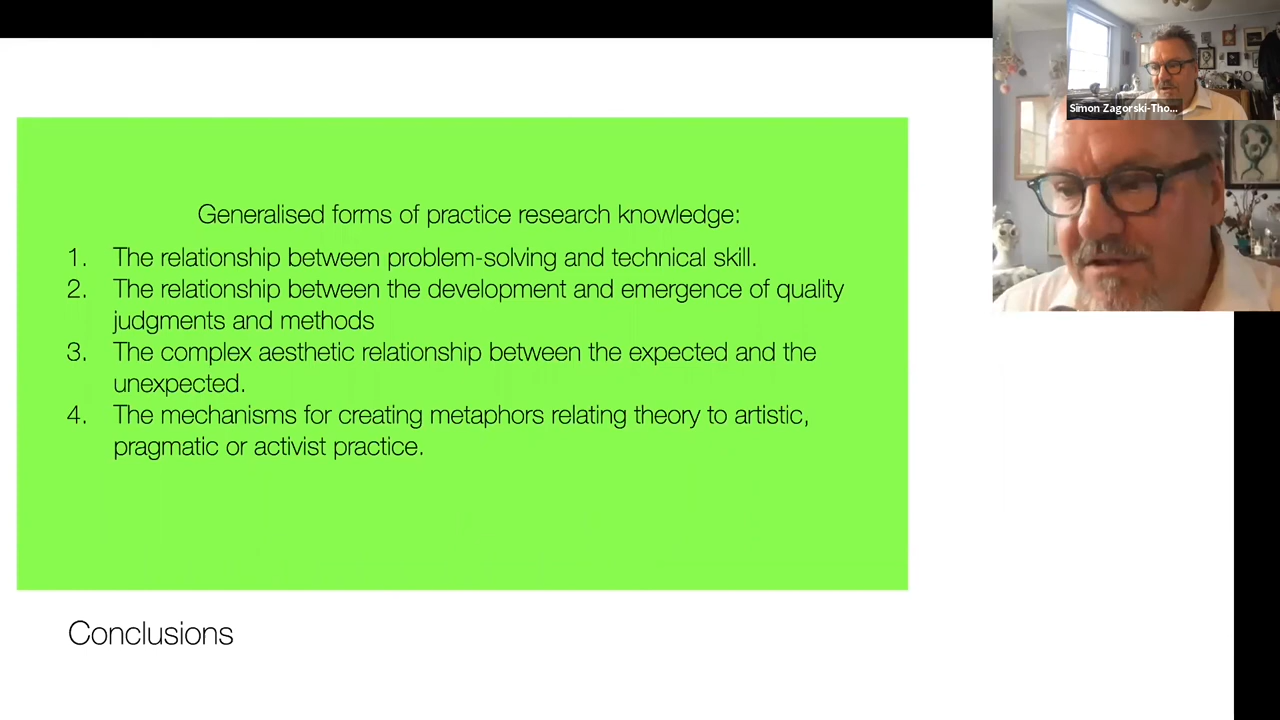 Simon Zagorski-Tho...
Generalised forms of practice research knowledge:
1. The relationship between problem-solving and technical skill.
2. The relationship between the development and emergence of quality
judgments and methods
3. The complex aesthetic relationship between the expected and the
unexpected.
4. The mechanisms for creating metaphors relating theory to artistic,
pragmatic or activist practice.
Conclusions